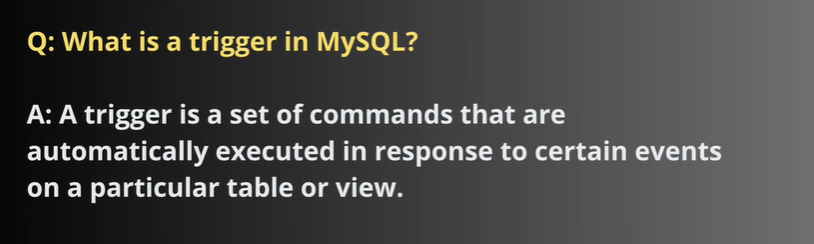 Q: What is a trigger in MySQL?
A: A trigger is a set of commands that are
automatically executed in response to certain events
on a particular table or view.